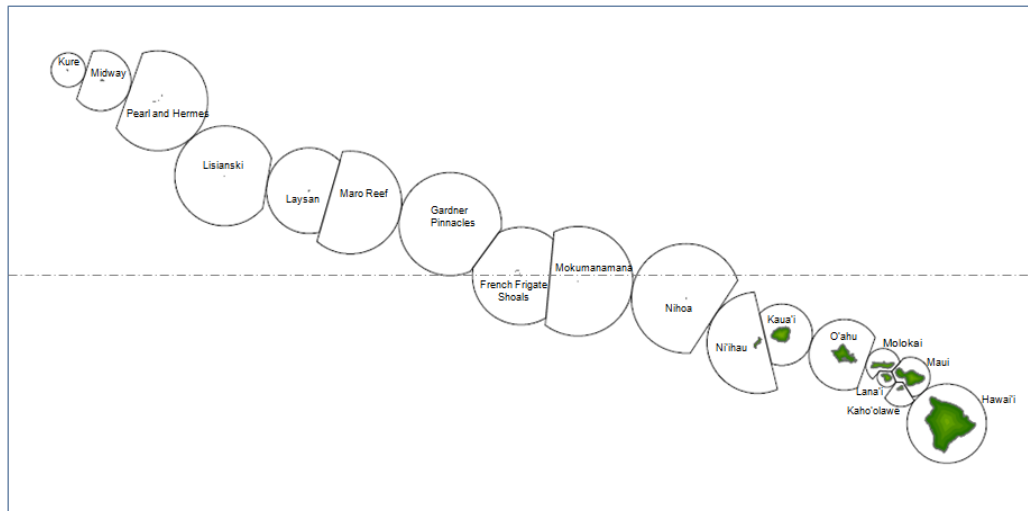 Kure
Midway
Pearl and Hermes
Lisianski
Laysan
Maro Reef
Gardner
Pinnacles
French Frigate
Shoals
Mokumanamana
Nihoa
Ni'ihau
Kaua'i
O'ahu
Molokai
Maui
Lana'i
Kaho'olawe
Hawai'i